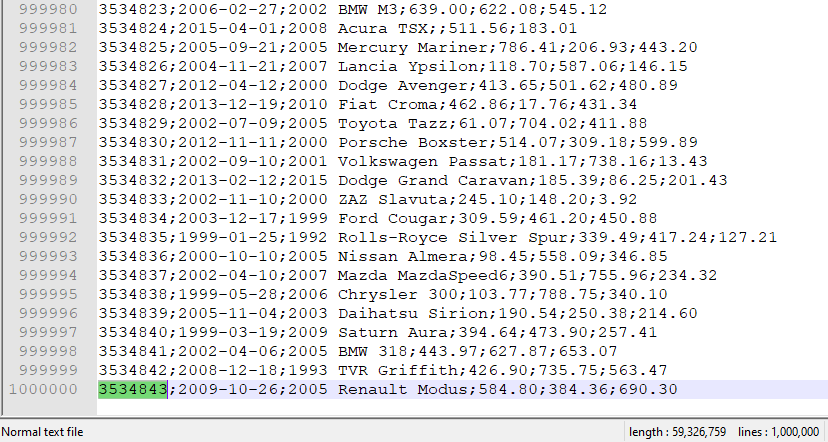 999980 3534823;2006-02-27;2002 BMW M3;639.00;622.08;545.12
999981 3534824;2015-04-01;2008 Acura TSX;;511.56;183.01
999982 3534825;2005-09-21;2005 Mercury Mariner;786.41;206.93;443.20
999983 3534826;2004-11-21;2007 Lancia Ypsilon;118.70;587.06;146.15
999984 3534827;2012-04-12;2000 Dodge Avenger;413.65;501.62;480.89
999985 3534828;2013-12-19;2010 Fiat Croma;462.86;17.76;431.34
999986 3534829;2002-07-09;2005 Toyota Tazz;61.07;704.02;411.88
999987 3534830;2012-11-11;2000 Porsche Boxster;514.07;309.18;599.89
999988 3534831;2002-09-10;2001 Volkswagen Passat;181.17;738.16;13.43
999989 3534832;2013-02-12;2015 Dodge Grand Caravan;185.39;86.25;201.43
999990 3534833;2002-11-10;2000 ZAZ Slavuta;245.10;148.20;3.92
999991 3534834;2003-12-17;1999 Ford Cougar;309.59;461.20;450.88
999992 3534835;1999-01-25;1992 Rolls-Royce Silver Spur;339.49;417.24;127.21
999993 3534836;2000-10-10;2005 Nissan Almera;98.45;558.09;346.85
999994 3534837;2002-04-10;2007 Mazda MazdaSpeed6;390.51;755.96;234.32
999995 3534838;1999-05-28;2006 Chrysler 300;103.77;788.75;340.10
999996 3534839;2005-11-04;2003 Daihatsu Sirion;190.54;250.38;214.60
999997 3534840;1999-03-19;2009 Saturn Aura;394.64;473.90;257.41
999998 3534841;2002-04-06;2005 BMW 318;443.97;627.87;653.07
999999 3534842;2008-12-18;1993 TVR Griffith;426.90;735.75;563.47
1000000 3534843;2009-10-26;2005 Renault Modus;584.80;384.36;690.30
Normal text file length : 59,326,759 lines : 1,000,000